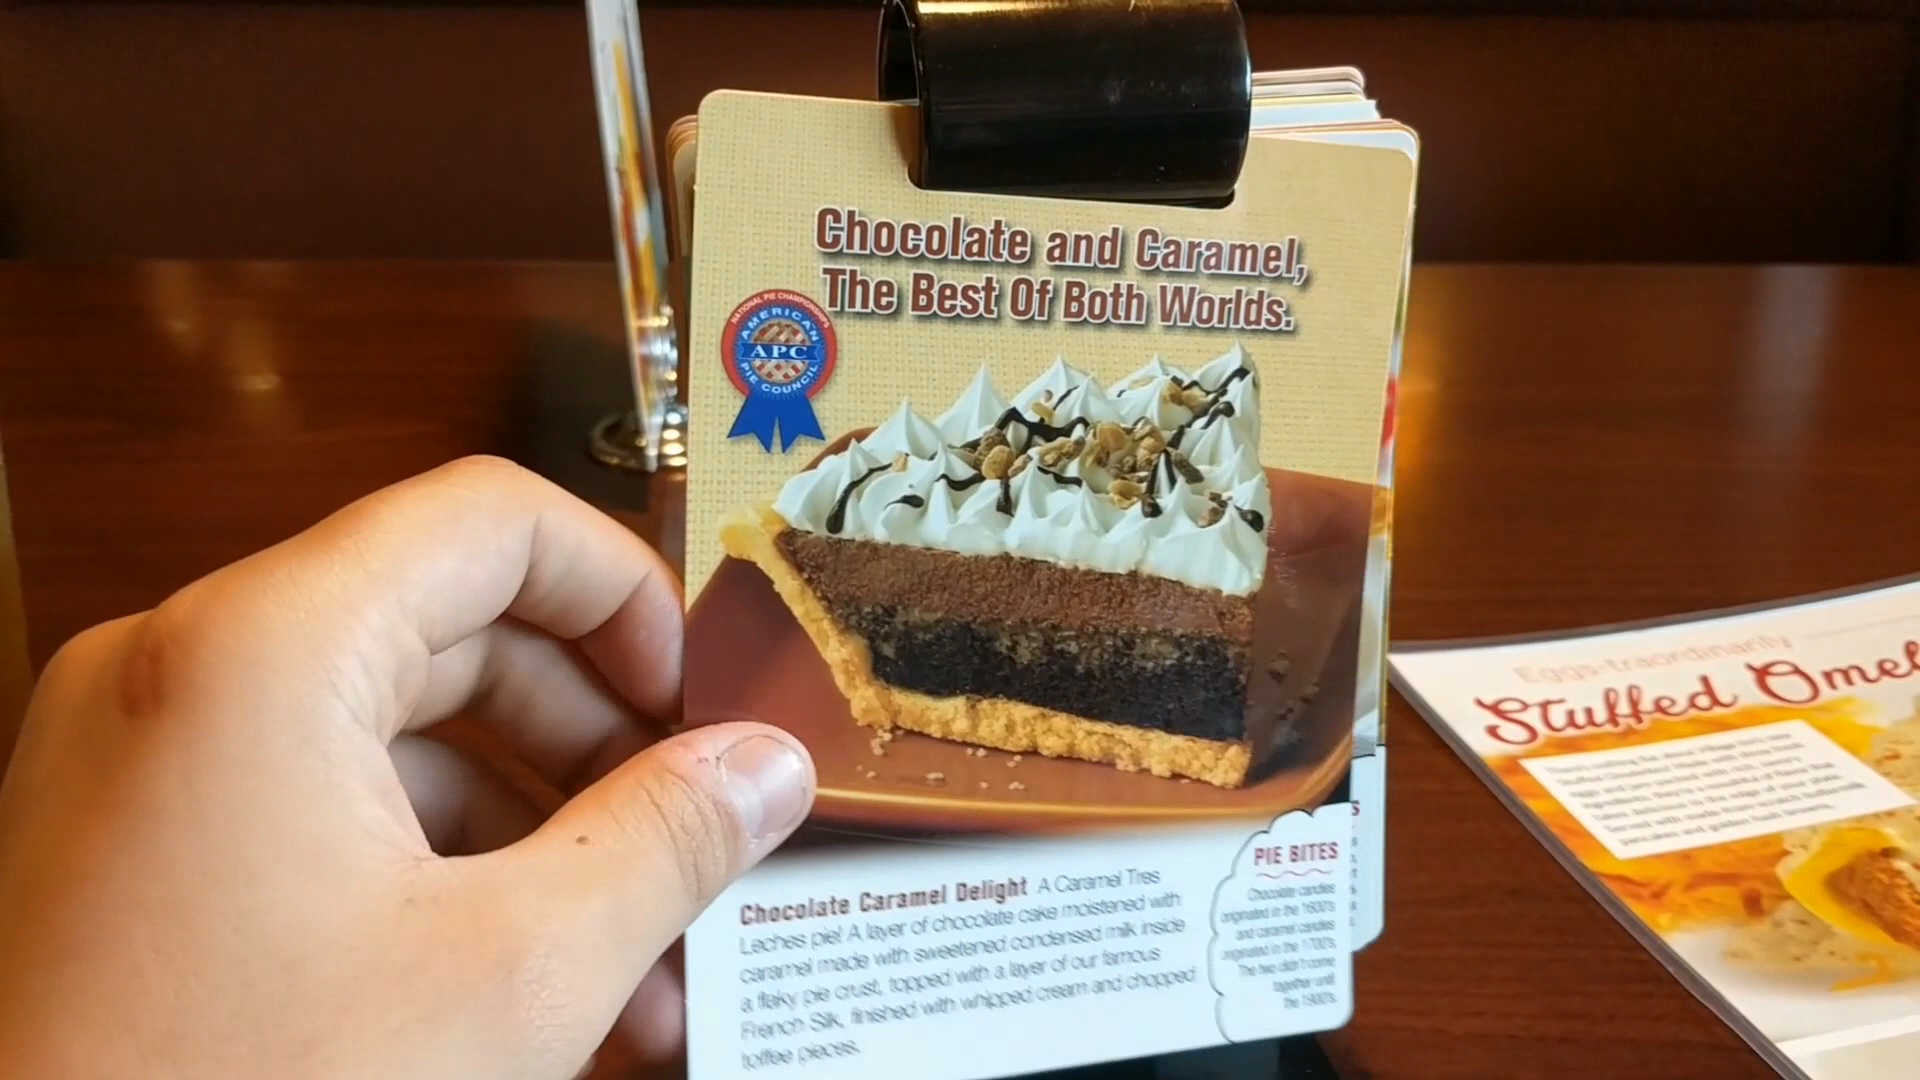 Chocolate and Caramel,
The Best Of Both Worlds.
NATIONAL PIE CHAMPIONSHIPS
AMERICAN
APC
PIE COUNCIL
Chocolate Caramel Delight A Caramel Tres
Leches pie! A layer of chocolate cake moistened with
caramel made with sweetened condensed milk inside
a flaky pie crust, topped with a layer of our famous
French Silk, finished with whipped cream and chopped
toffee pieces.
PIE BITES
Chocolate candies
originated in the 1600's
and caramel candies
originated in the 1700's.
The two didn't come
together until
the 1900's.
Eggs-traordinarily
Stuffed Omel